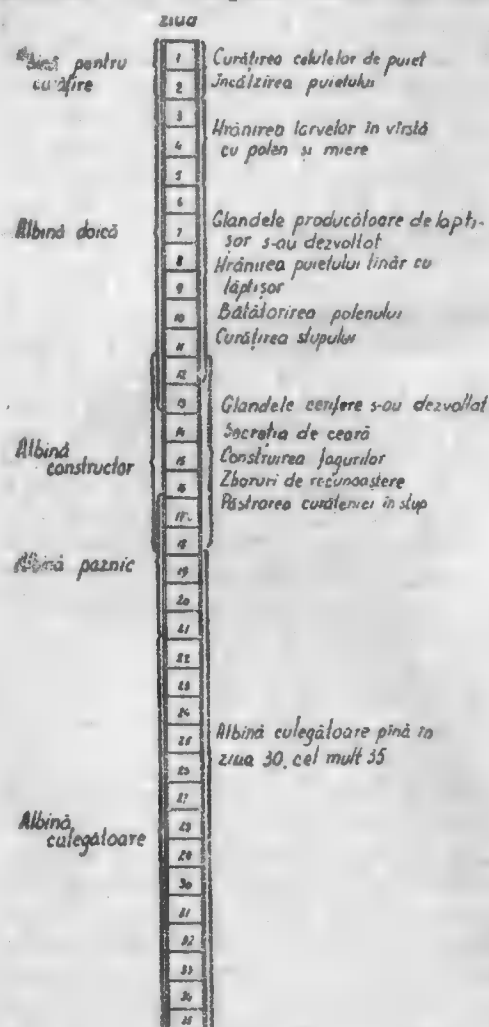 ziua
Albină pentru
curățire
1
Curățirea celulelor de puiet
2
Încălzirea puietului
3
Hrănirea larvelor în vîrstă
4
cu polen și miere
5
6
Albină doică
7
Glandele producătoare de lăpti-
șor s-au dezvoltat
8
Hrănirea puietului tînăr cu
9
lăptișor
10
Bătătorirea polenului
11
Curățirea stupului
12
13
Glandele cerifere s-au dezvoltat
14
Secreția de ceară
Albină
constructor
15
Construirea fagurilor
16
Zboruri de recunoaștere
17
Păstrarea curățeniei în stup
18
Albină paznic
19
20
21
22
23
24
25
Albină culegătoare pînă în
ziua 30, cel mult 35
26
27
Albină
culegătoare
28
29
30
31
32
33
34
35